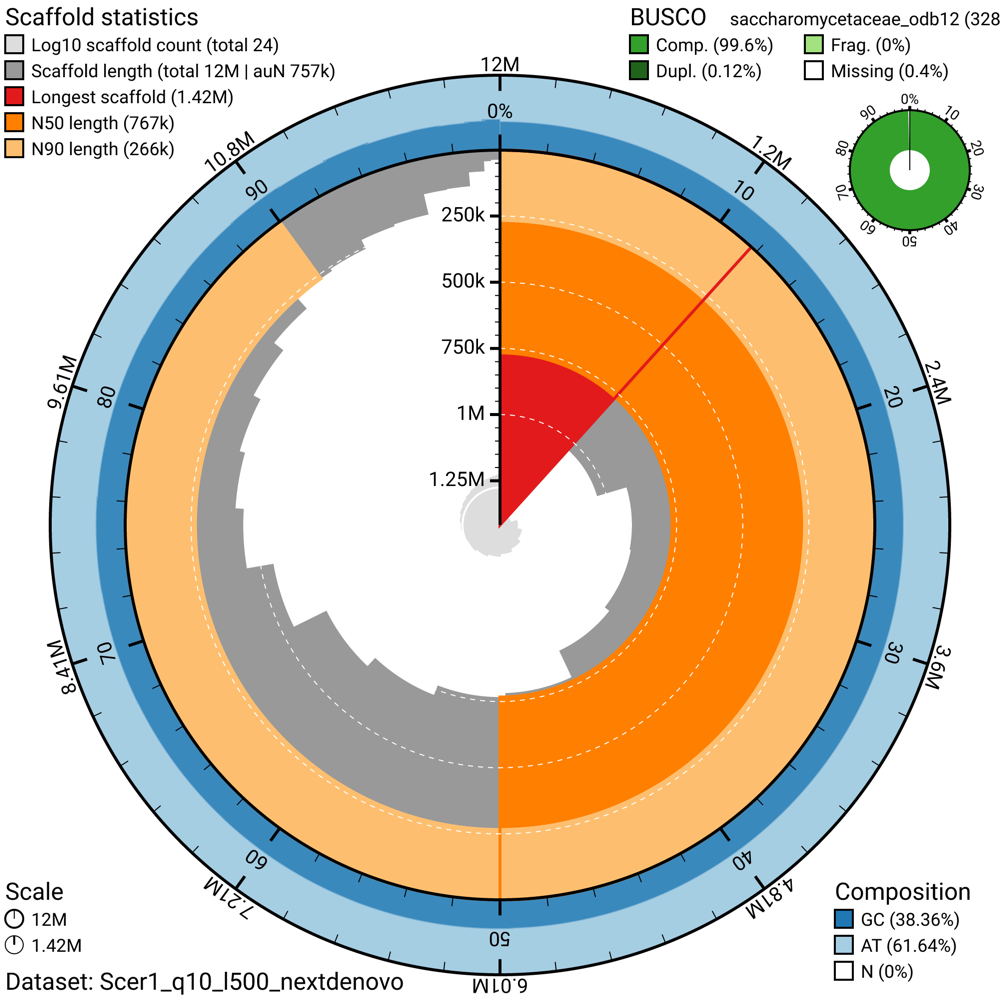 Scaffold statistics
Log10 scaffold count (total 24)
Scaffold length (total 12M | auN 757k)
Longest scaffold (1.42M)
N50 length (767k)
N90 length (266k)
BUSCO saccharomycetaceae_odb12 (328
Comp. (99.6%) Frag. (0%)
Dupl. (0.12%) Missing (0.4%)
0%
10
20
30
40
50
60
70
80
90
12M
1.2M
2.4M
3.6M
4.81M
6.01M
7.21M
8.41M
9.61M
10.8M
0%
10
20
30
40
50
60
70
80
90
250k
500k
750k
1M
1.25M
Scale
12M
1.42M
Composition
GC (38.36%)
AT (61.64%)
N (0%)
Dataset: Scer1_q10_l500_nextdenovo